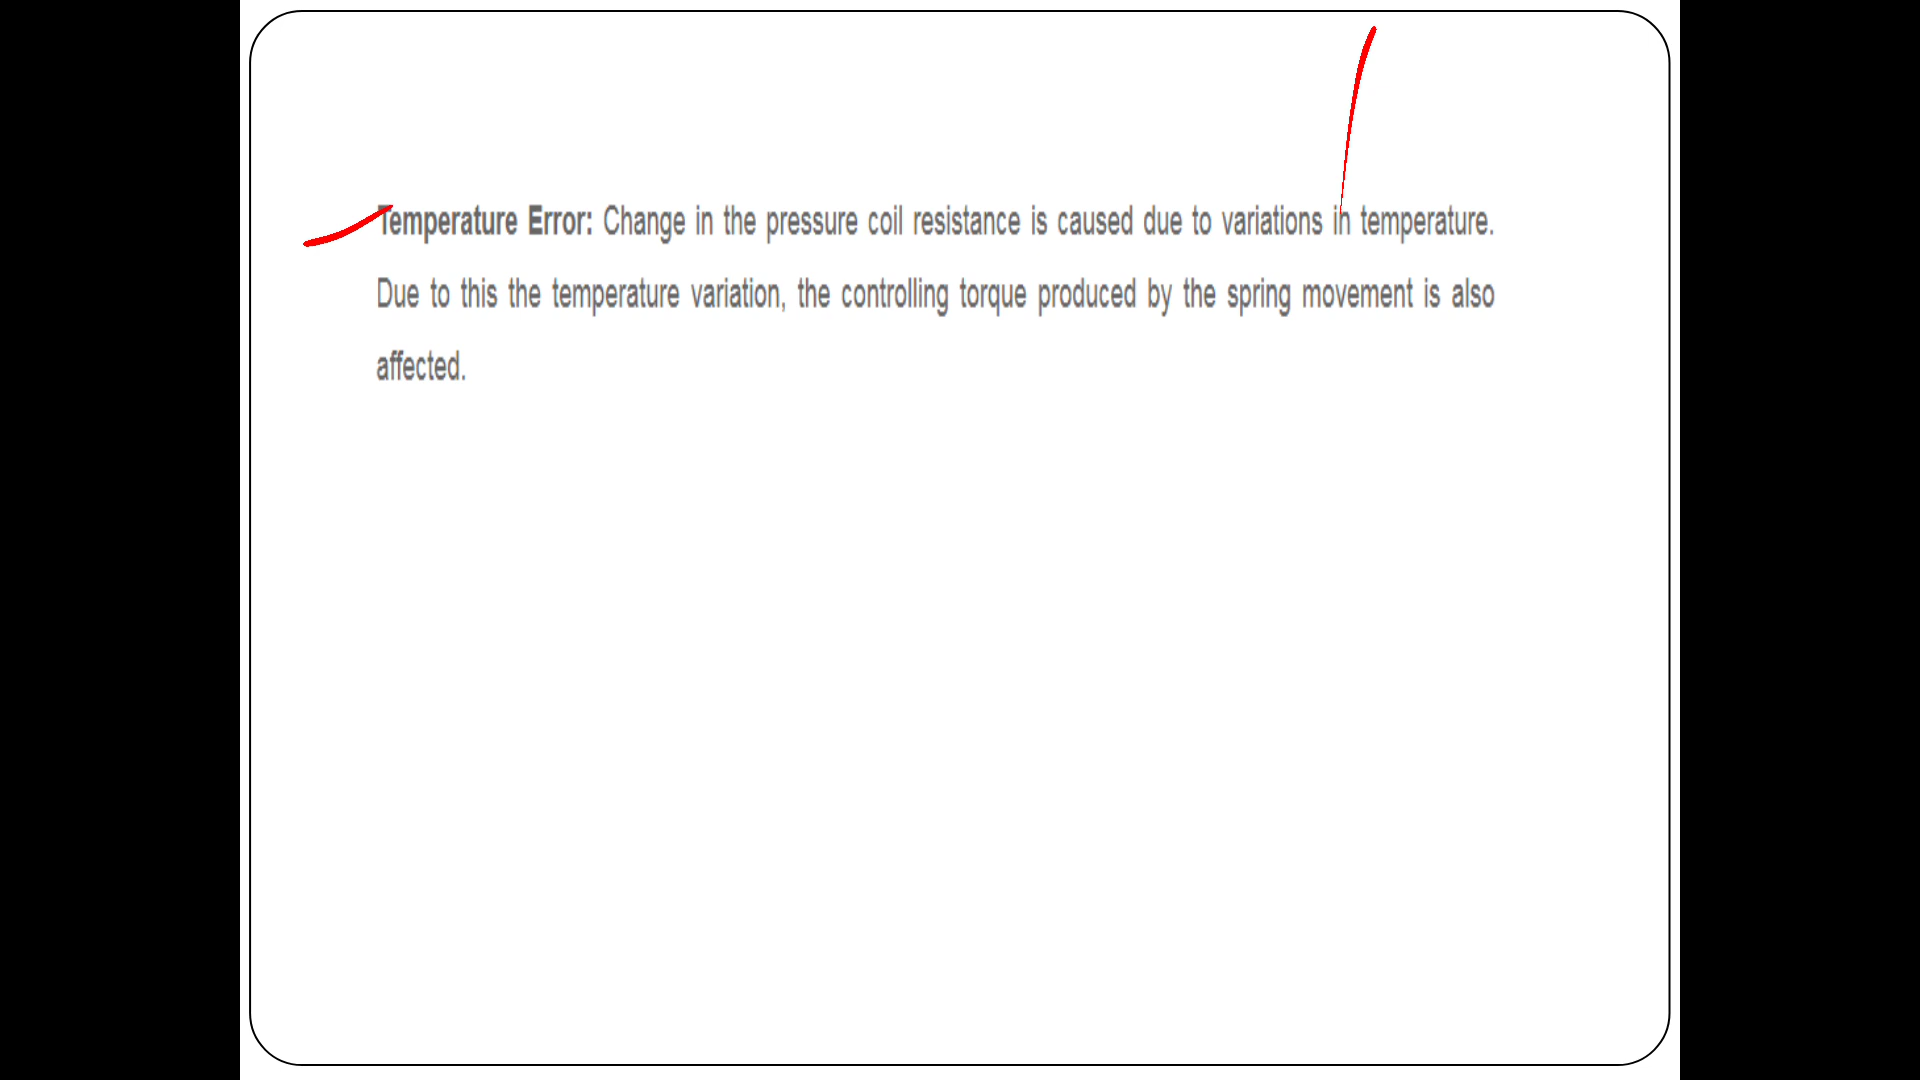 Temperature Error: Change in the pressure coil resistance is caused due to variations in temperature.
Due to this the temperature variation, the controlling torque produced by the spring movement is also
affected.